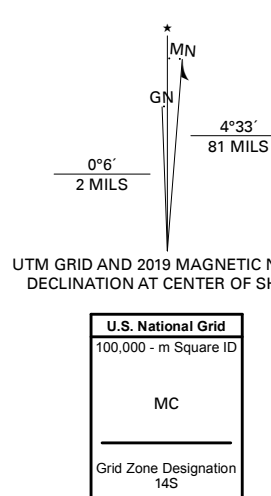 ★
MN
GN
4°33´
81 MILS
0°6´
2 MILS
UTM GRID AND 2019 MAGNETIC
DECLINATION AT CENTER OF
U.S. National Grid
100,000 - m Square ID
MC
Grid Zone Designation
14S